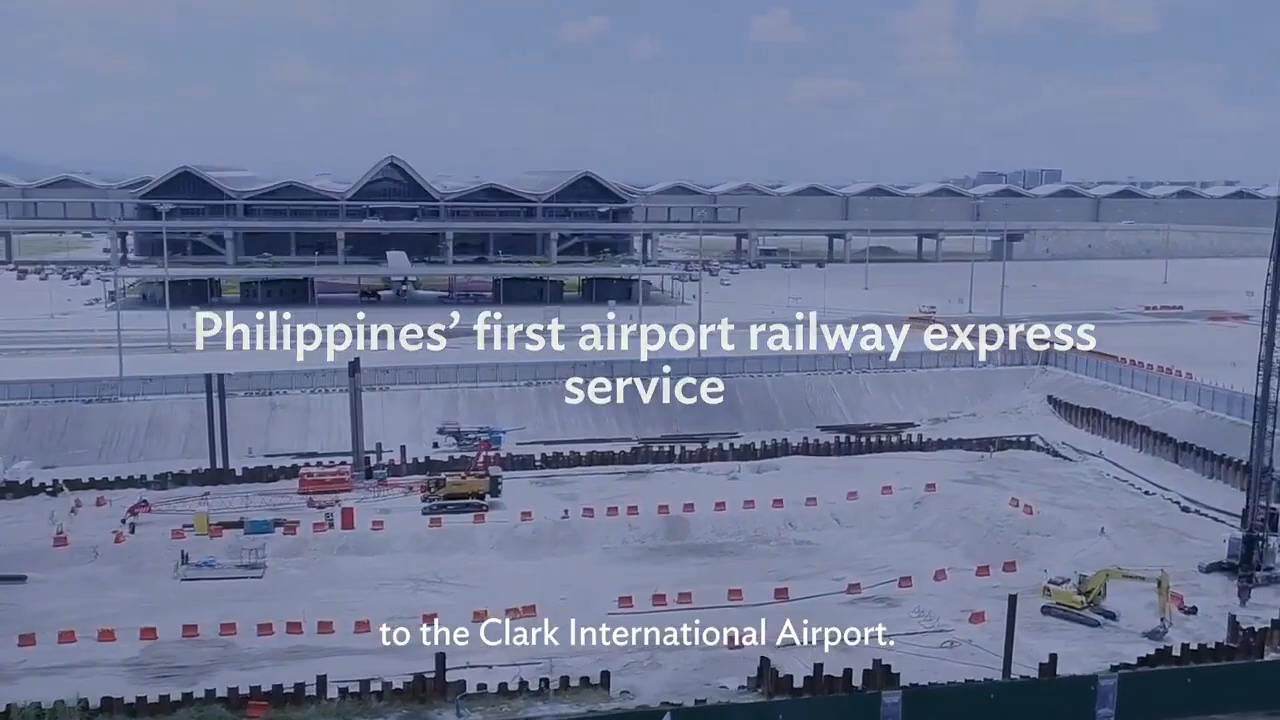 Philippines’ first airport railway express
service
to the Clark International Airport.